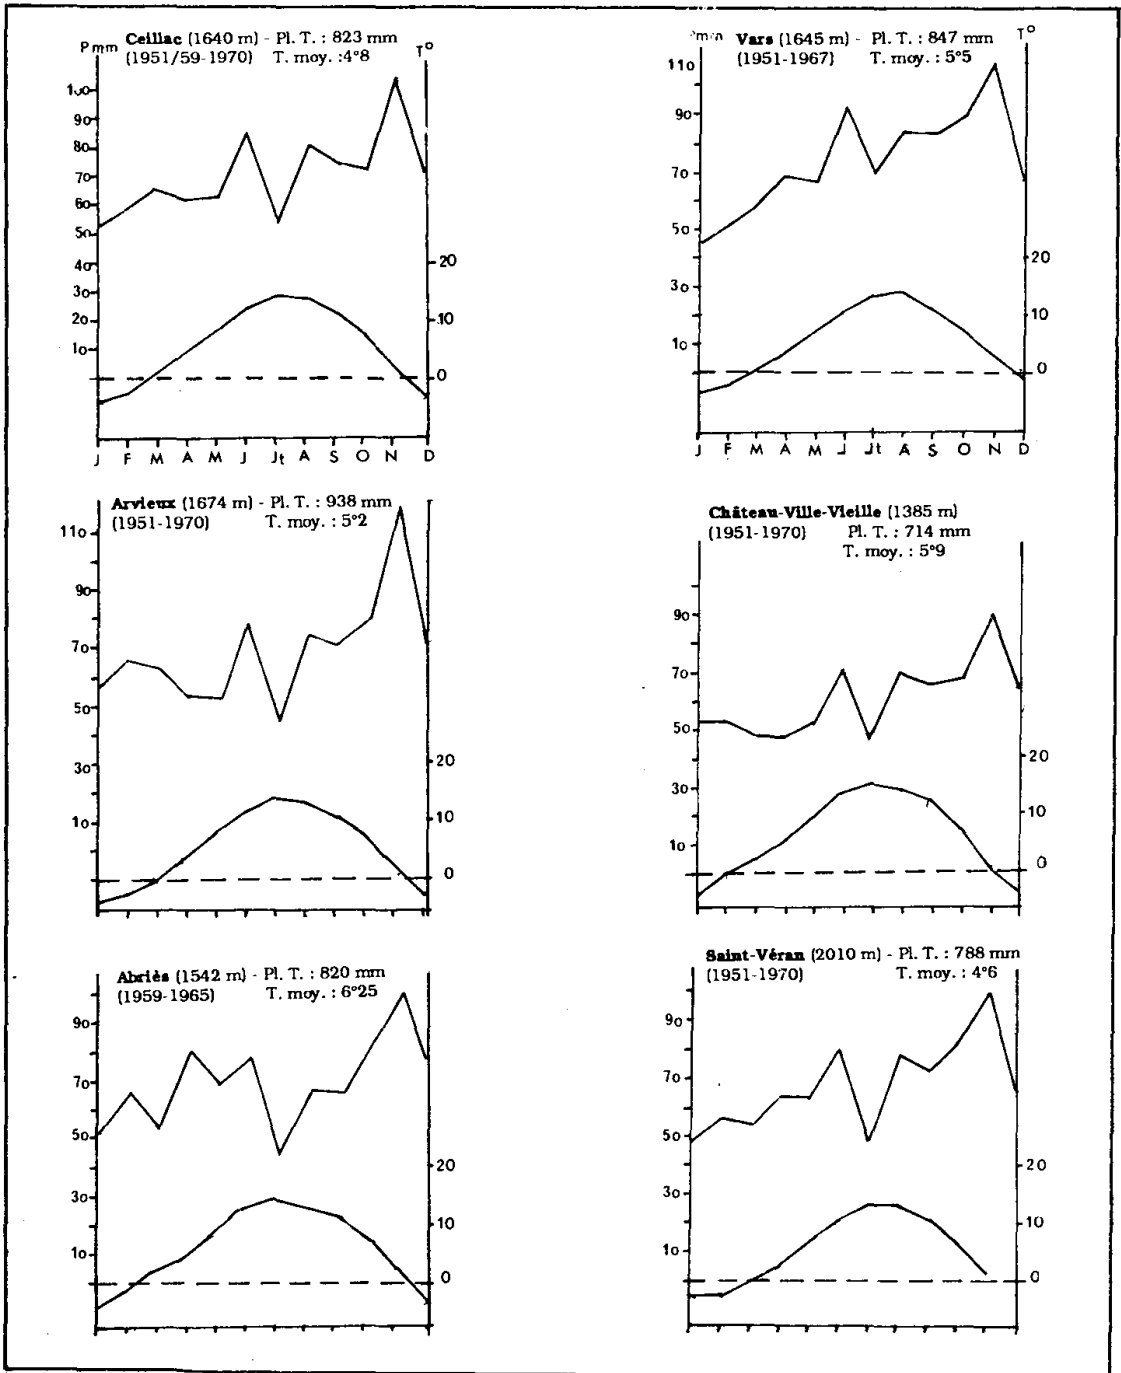 Ceillac (1640 m) - Pl. T. : 823 mm
(1951/59-1970) T. moy. :4°8
Pmm
T°
100
90
80
70
60
50
40
30
20
10
20
10
0
J F M A M J Jt A S O N D
Vars (1645 m) - Pl. T. : 847 mm
(1951-1967) T. moy. : 5°5
Pmm
T°
110
90
70
50
30
10
20
10
0
J F M A M J Jt A S O N D
Arvieux (1674 m) - Pl. T. : 938 mm
(1951-1970) T. moy. : 5°2
110
90
70
50
30
10
20
10
0
Château-Ville-Vieille (1385 m)
(1951-1970) Pl. T. : 714 mm
T. moy. : 5°9
90
70
50
30
10
20
10
0
Abriès (1542 m) - Pl. T. : 820 mm
(1959-1965) T. moy. : 6°25
90
70
50
30
10
20
10
0
Saint-Véran (2010 m) - Pl. T. : 788 mm
(1951-1970) T. moy. : 4°6
90
70
50
30
10
20
10
0